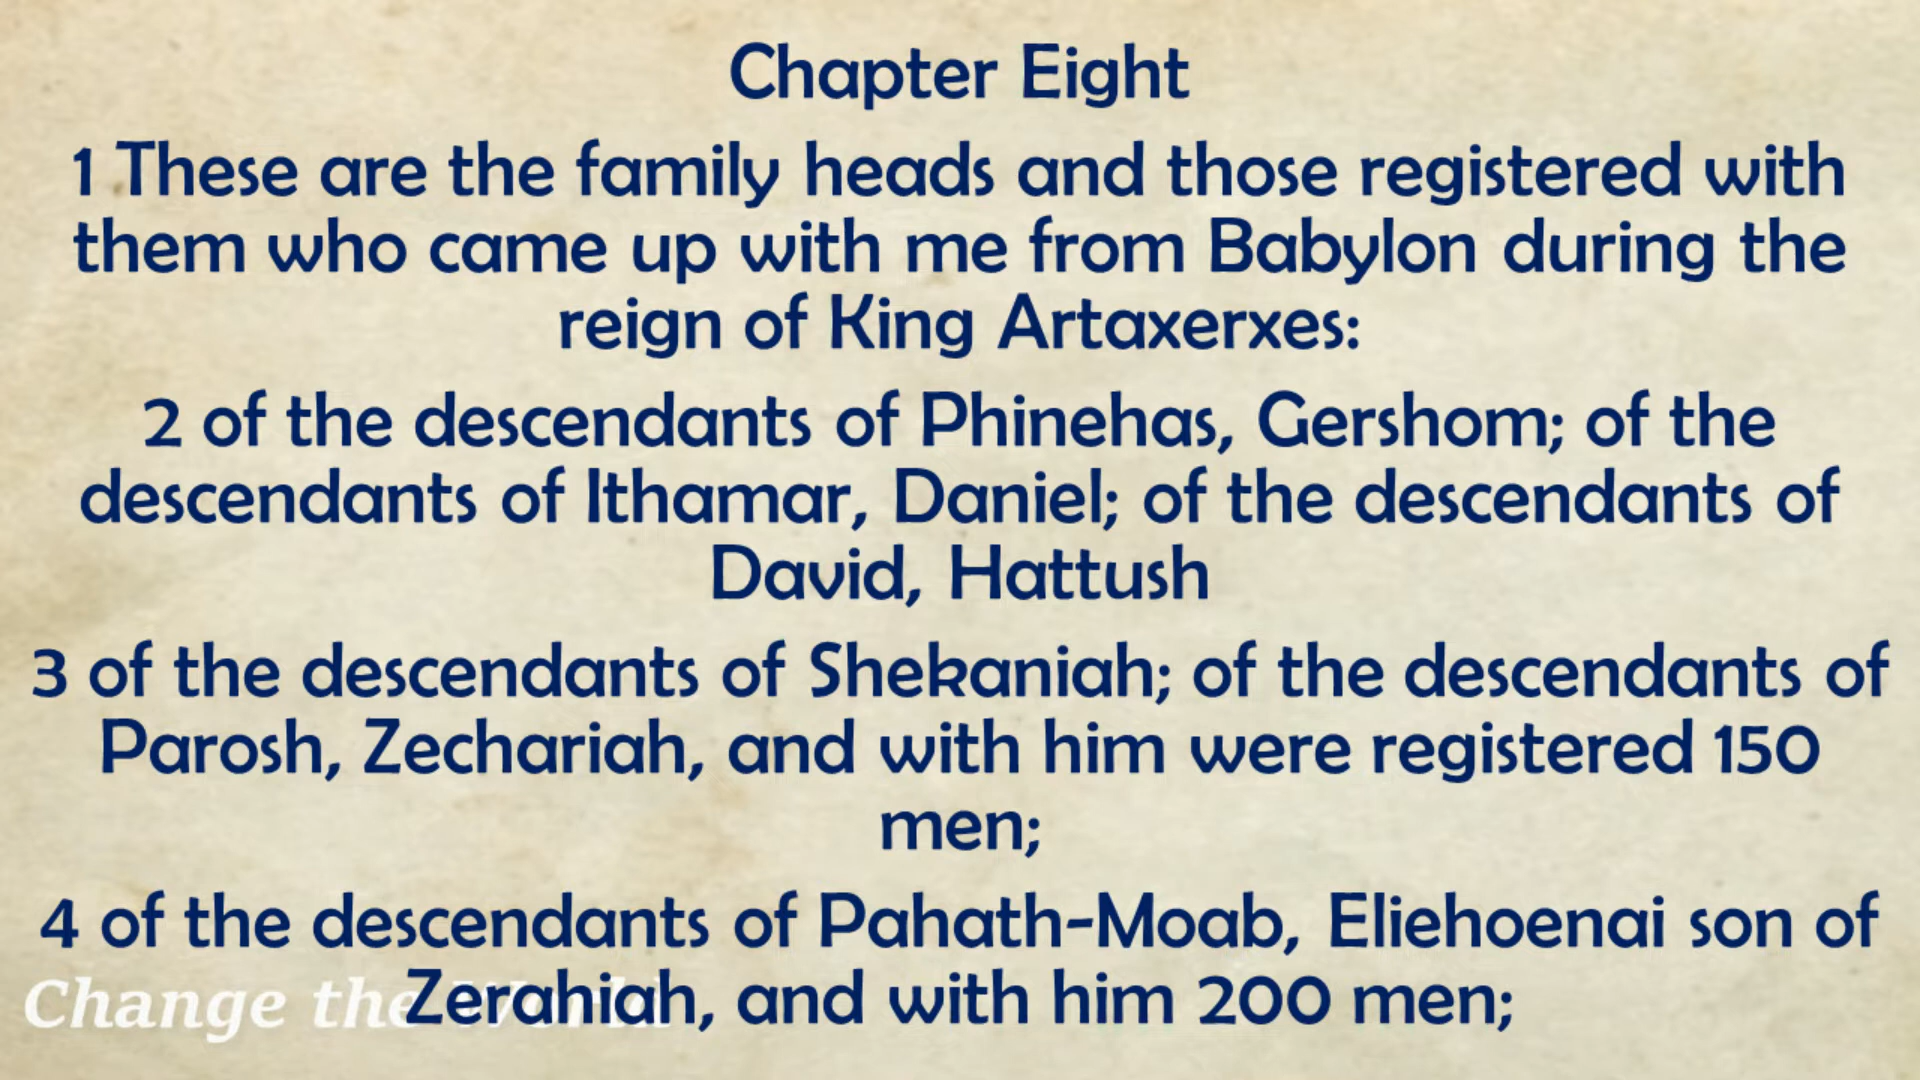 Chapter Eight
1 These are the family heads and those registered with
them who came up with me from Babylon during the
reign of King Artaxerxes:
2 of the descendants of Phinehas, Gershom; of the
descendants of Ithamar, Daniel; of the descendants of
David, Hattush
3 of the descendants of Shekaniah; of the descendants of
Parosh, Zechariah, and with him were registered 150
men;
4 of the descendants of Pahath-Moab, Eliehoenai son of
Zerahiah, and with him 200 men;
Change the World